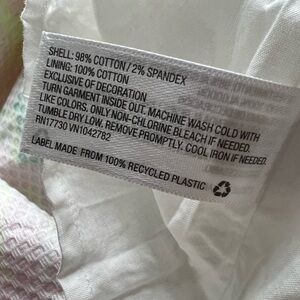 SHELL: 98% COTTON / 2% SPANDEX
LINING: 100% COTTON
EXCLUSIVE OF DECORATION
TURN GARMENT INSIDE OUT. MACHINE WASH COLD WITH
LIKE COLORS. ONLY NON-CHLORINE BLEACH IF NEEDED.
TUMBLE DRY LOW. REMOVE PROMPTLY. COOL IRON IF NEEDED.
RN17730 VN1042782
LABEL MADE FROM 100% RECYCLED PLASTIC